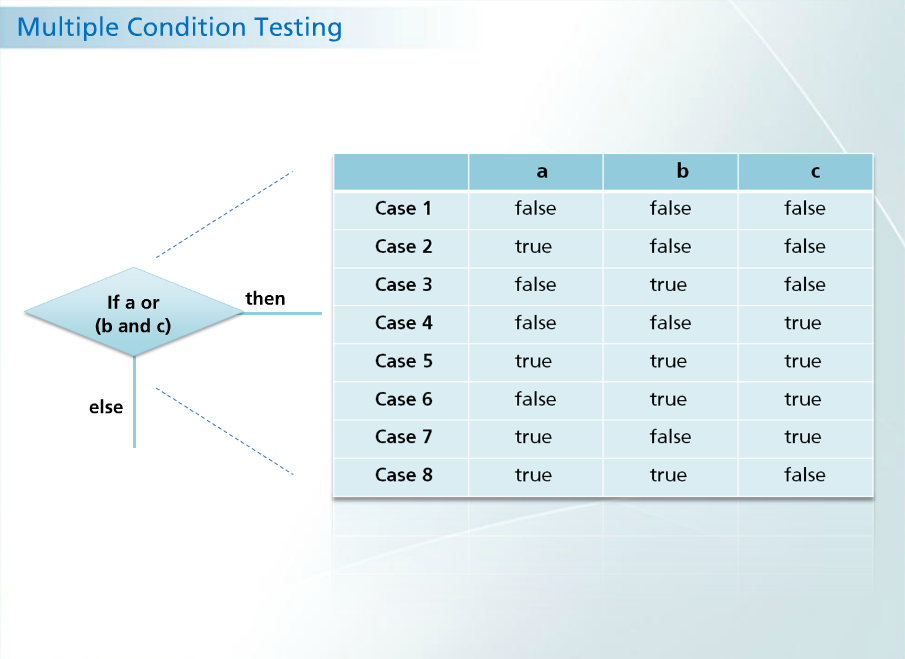 Multiple Condition Testing
a b c
Case 1 false false false
Case 2 true false false
Case 3 false true false
Case 4 false false true
Case 5 true true true
Case 6 false true true
Case 7 true false true
Case 8 true true false
If a or
(b and c)
then
else